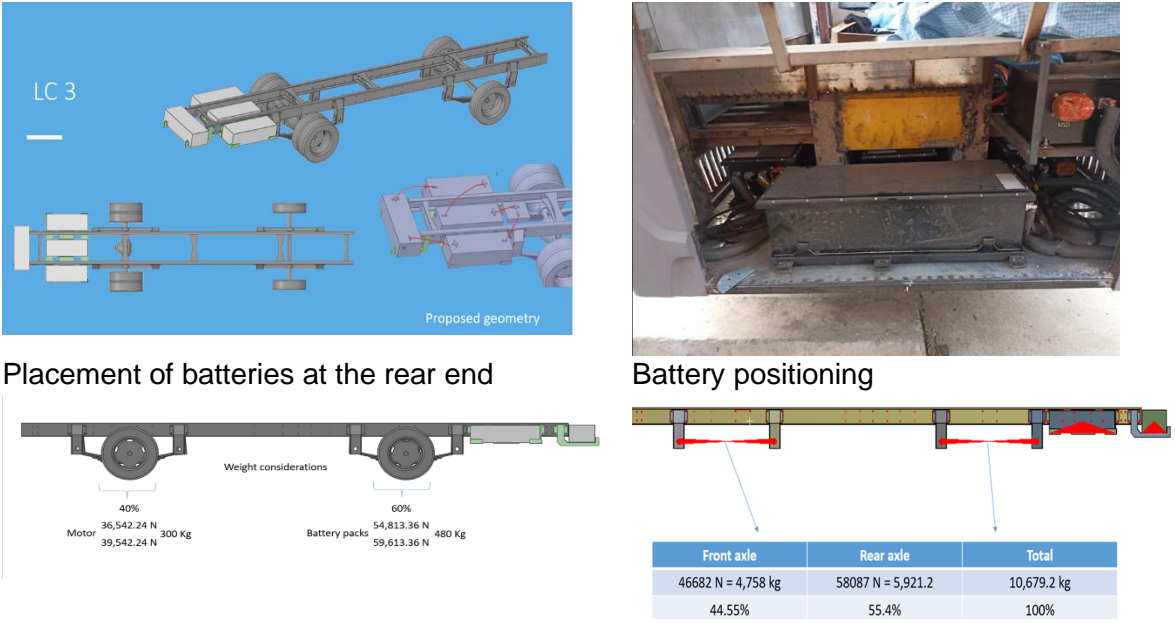 LC 3
Proposed geometry
MSD
Placement of batteries at the rear end
Battery positioning
Weight considerations
40%
Motor
36,542.24 N
39,542.24 N
300 Kg
60%
Battery packs
54,813.36 N
59,613.36 N
480 Kg
Front axle Rear axle Total
46682 N = 4,758 kg 58087 N = 5,921.2 10,679.2 kg
44.55% 55.4% 100%